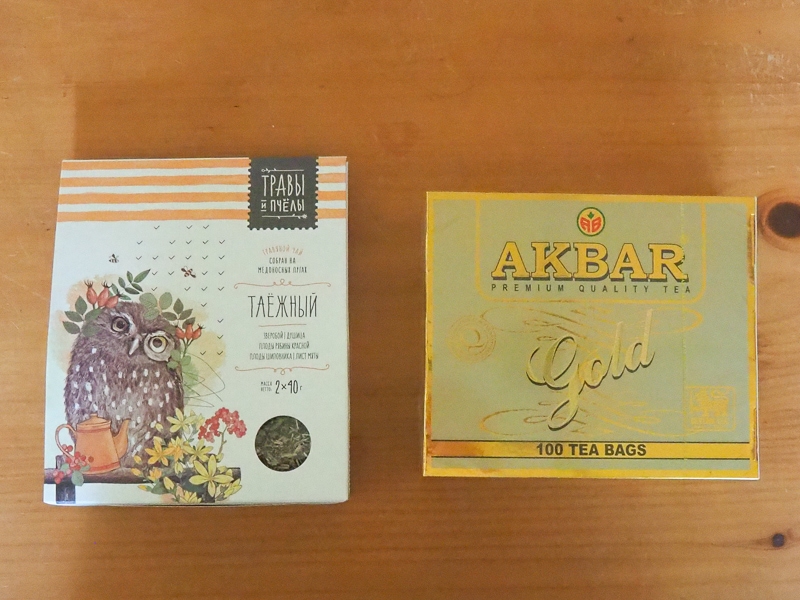 ТРАВЫ
И
ПЧЁЛЫ
ТРАВЯНОЙ ЧАЙ
СОБРАН НА
МЕДОНОСНЫХ ЛУГАХ
ТАЁЖНЫЙ
ЗВЕРОБОЙ | ДУШИЦА
ПЛОДЫ РЯБИНЫ КРАСНОЙ
ПЛОДЫ ШИПОВНИКА | ЛИСТ МЯТЫ
МАССА
НЕТТО: 2×40 г
AB
AKBAR
PREMIUM QUALITY TEA
Gold
100 TEA BAGS